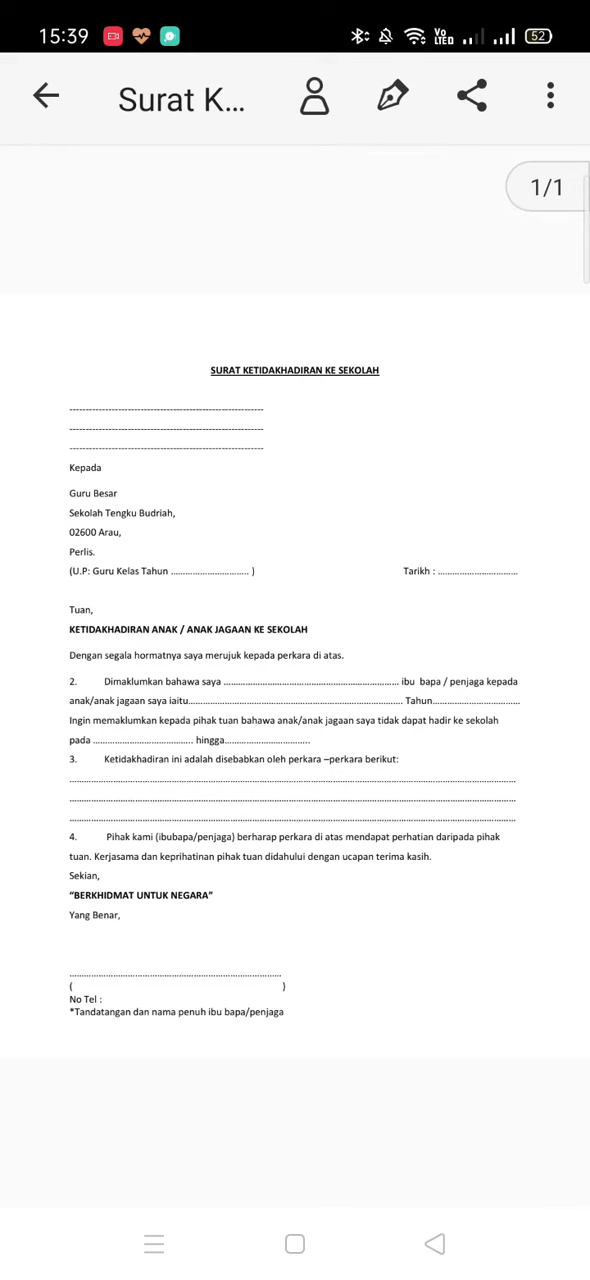 15:39
Vo LTED
52
Surat K...
1/1
SURAT KETIDAKHADIRAN KE SEKOLAH
------------------------------------------------------------
------------------------------------------------------------
------------------------------------------------------------
Kepada
Guru Besar
Sekolah Tengku Budriah,
02600 Arau,
Perlis.
(U.P: Guru Kelas Tahun ............................. ) Tarikh : ..............................
Tuan,
KETIDAKHADIRAN ANAK / ANAK JAGAAN KE SEKOLAH
Dengan segala hormatnya saya merujuk kepada perkara di atas.
2. Dimaklumkan bahawa saya ................................................................. ibu bapa / penjaga kepada
anak/anak jagaan saya iaitu................................................................................ Tahun................................
Ingin memaklumkan kepada pihak tuan bahawa anak/anak jagaan saya tidak dapat hadir ke sekolah
pada ..................................... hingga................................
3. Ketidakhadiran ini adalah disebabkan oleh perkara –perkara berikut:
........................................................................................................................
........................................................................................................................
........................................................................................................................
4. Pihak kami (ibubapa/penjaga) berharap perkara di atas mendapat perhatian daripada pihak
tuan. Kerjasama dan keprihatinan pihak tuan didahului dengan ucapan terima kasih.
Sekian,
“BERKHIDMAT UNTUK NEGARA”
Yang Benar,
................................................................................
( )
No Tel :
*Tandatangan dan nama penuh ibu bapa/penjaga